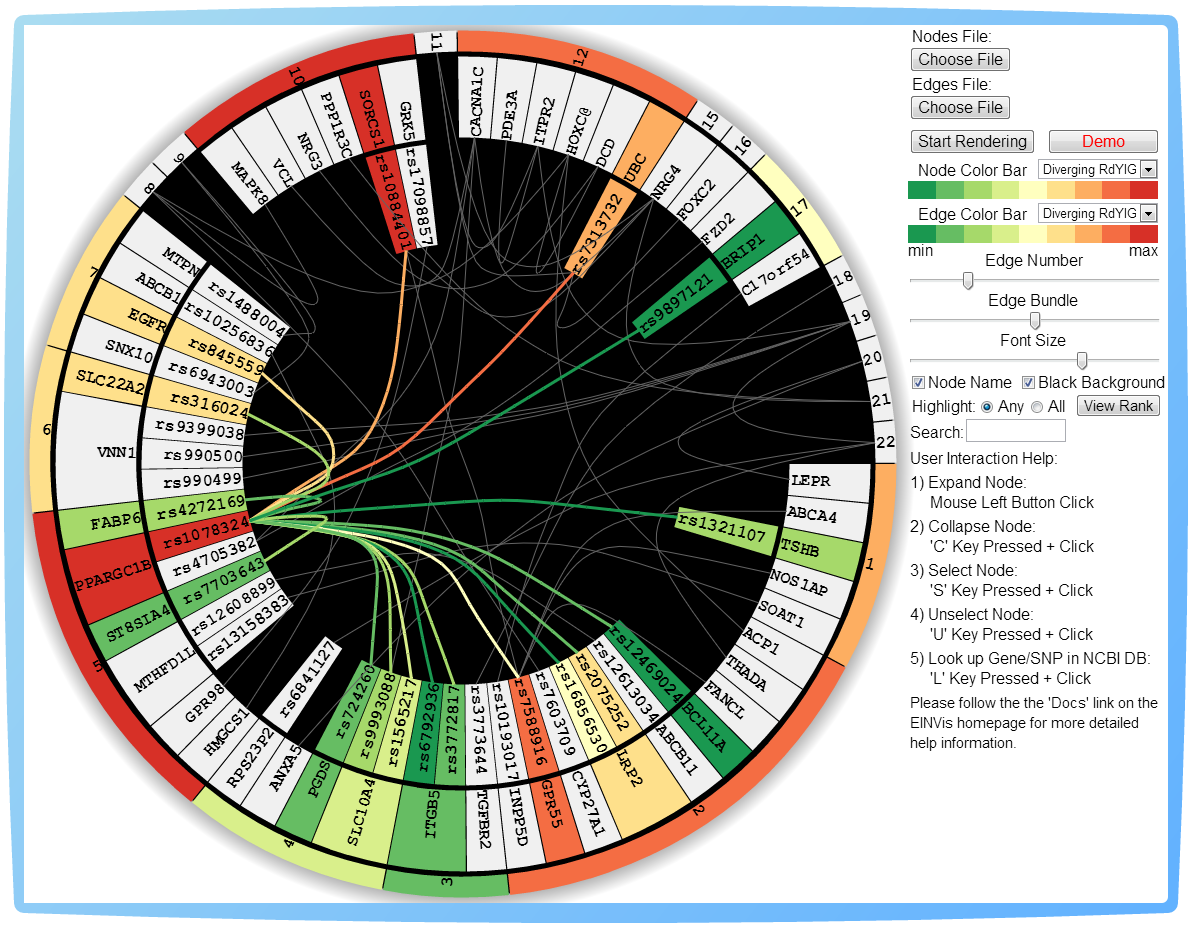 Nodes File:
Choose File
Edges File:
Choose File
Start Rendering
Demo
Node Color Bar
Diverging RdYlG
Edge Color Bar
Diverging RdYlG
min
max
Edge Number
Edge Bundle
Font Size
Node Name
Black Background
Highlight:
Any
All
View Rank
Search:
User Interaction Help:
1) Expand Node:
Mouse Left Button Click
2) Collapse Node:
'C' Key Pressed + Click
3) Select Node:
'S' Key Pressed + Click
4) Unselect Node:
'U' Key Pressed + Click
5) Look up Gene/SNP in NCBI DB:
'L' Key Pressed + Click
Please follow the the 'Docs' link on the
EINVis homepage for more detailed
help information.
11
12
15
16
17
18
19
20
21
22
1
2
3
4
5
6
7
8
9
10
CACNA1C
PDE3A
ITPR2
HOXC@
DCD
UBC
NRG4
FOXC2
FZD2
BRIP1
C17orf54
LEPR
ABCA4
TSHB
NOS1AP
SOAT1
ACP1
THADA
FANCL
BCL11A
ABCB11
LRP2
CYP27A1
GPR55
INPP5D
TGFBR2
ITGB5
SLC10A4
PGDS
ANXA5
RPS23P2
HMGCS1
GPR98
MTHFD1L
ST8SIA4
PPARGC1B
FABP6
VNN1
SLC22A2
SNX10
EGFR
ABCB1
MTPN
MAPK8
VCL
NRG3
PPP1R3C
SORCS1
GRK5
rs7313732
rs9897121
rs1321107
rs12469024
rs12613034
rs2075252
rs16856530
rs7603709
rs7588916
rs10193017
rs3773644
rs3772817
rs6792936
rs1565217
rs9993088
rs724260
rs6841127
rs13158383
rs12608899
rs7703643
rs4705382
rs1078324
rs4272169
rs990499
rs990500
rs9399038
rs316024
rs6943003
rs845559
rs10256836
rs1488004
rs10884401
rs17098857